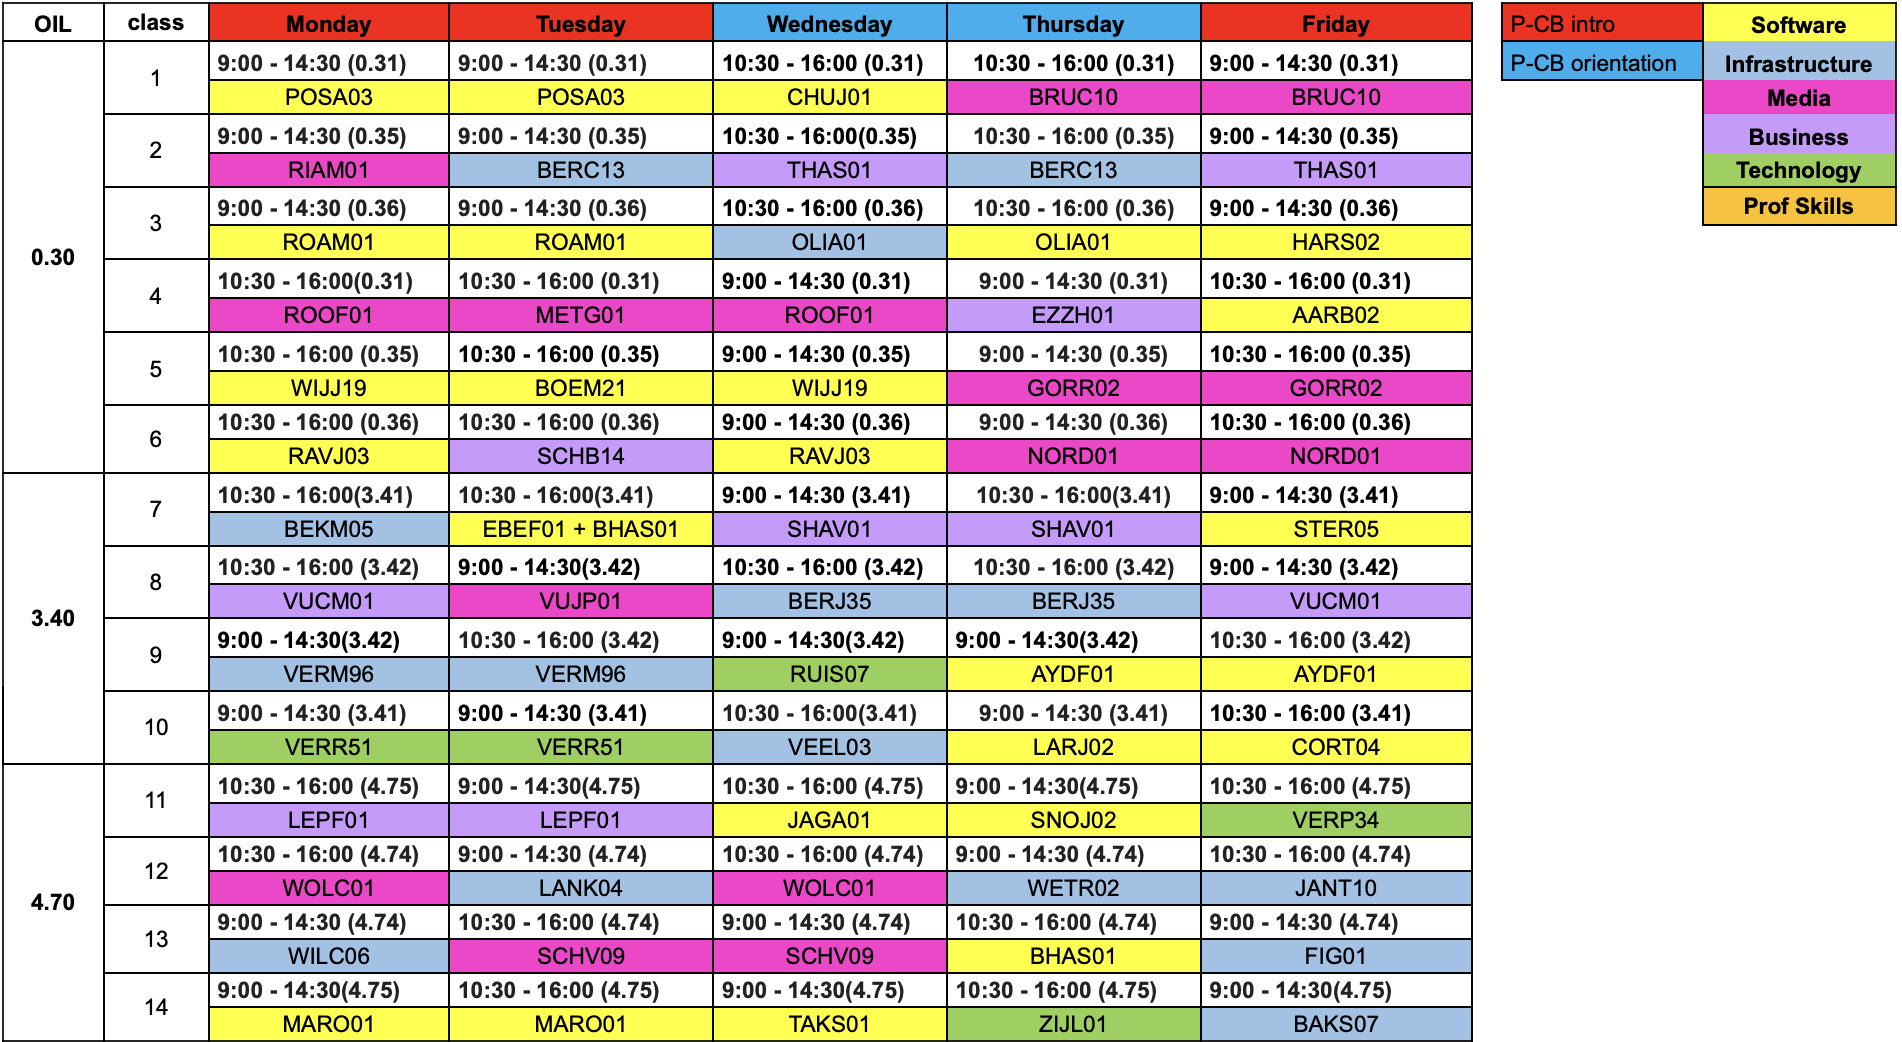 OIL class Monday Tuesday Wednesday Thursday Friday P-CB intro Software
P-CB orientation Infrastructure
Media
Business
Technology
Prof Skills
0.30
1 9:00 - 14:30 (0.31) 9:00 - 14:30 (0.31) 10:30 - 16:00 (0.31) 10:30 - 16:00 (0.31) 9:00 - 14:30 (0.31)
POSA03 POSA03 CHUJ01 BRUC10 BRUC10
2 9:00 - 14:30 (0.35) 9:00 - 14:30 (0.35) 10:30 - 16:00(0.35) 10:30 - 16:00 (0.35) 9:00 - 14:30 (0.35)
RIAM01 BERC13 THAS01 BERC13 THAS01
3 9:00 - 14:30 (0.36) 9:00 - 14:30 (0.36) 10:30 - 16:00 (0.36) 10:30 - 16:00 (0.36) 9:00 - 14:30 (0.36)
ROAM01 ROAM01 OLIA01 OLIA01 HARS02
4 10:30 - 16:00(0.31) 10:30 - 16:00 (0.31) 9:00 - 14:30 (0.31) 9:00 - 14:30 (0.31) 10:30 - 16:00 (0.31)
ROOF01 METG01 ROOF01 EZZH01 AARB02
5 10:30 - 16:00 (0.35) 10:30 - 16:00 (0.35) 9:00 - 14:30 (0.35) 9:00 - 14:30 (0.35) 10:30 - 16:00 (0.35)
WIJJ19 BOEM21 WIJJ19 GORR02 GORR02
6 10:30 - 16:00 (0.36) 10:30 - 16:00 (0.36) 9:00 - 14:30 (0.36) 9:00 - 14:30 (0.36) 10:30 - 16:00 (0.36)
RAVJ03 SCHB14 RAVJ03 NORD01 NORD01
3.40
7 10:30 - 16:00(3.41) 10:30 - 16:00(3.41) 9:00 - 14:30 (3.41) 10:30 - 16:00(3.41) 9:00 - 14:30 (3.41)
BEKM05 EBEF01 + BHAS01 SHAV01 SHAV01 STER05
8 10:30 - 16:00 (3.42) 9:00 - 14:30(3.42) 10:30 - 16:00 (3.42) 10:30 - 16:00 (3.42) 9:00 - 14:30 (3.42)
VUCM01 VUJP01 BERJ35 BERJ35 VUCM01
9 9:00 - 14:30(3.42) 10:30 - 16:00 (3.42) 9:00 - 14:30(3.42) 9:00 - 14:30(3.42) 10:30 - 16:00 (3.42)
VERM96 VERM96 RUIS07 AYDF01 AYDF01
10 9:00 - 14:30 (3.41) 9:00 - 14:30 (3.41) 10:30 - 16:00(3.41) 9:00 - 14:30 (3.41) 10:30 - 16:00 (3.41)
VERR51 VERR51 VEEL03 LARJ02 CORT04
4.70
11 10:30 - 16:00 (4.75) 9:00 - 14:30(4.75) 10:30 - 16:00 (4.75) 9:00 - 14:30(4.75) 10:30 - 16:00 (4.75)
LEPF01 LEPF01 JAGA01 SNOJ02 VERP34
12 10:30 - 16:00 (4.74) 9:00 - 14:30 (4.74) 10:30 - 16:00 (4.74) 9:00 - 14:30 (4.74) 10:30 - 16:00 (4.74)
WOLC01 LANK04 WOLC01 WETR02 JANT10
13 9:00 - 14:30 (4.74) 10:30 - 16:00 (4.74) 9:00 - 14:30 (4.74) 10:30 - 16:00 (4.74) 9:00 - 14:30 (4.74)
WILC06 SCHV09 SCHV09 BHAS01 FIG01
14 9:00 - 14:30(4.75) 10:30 - 16:00 (4.75) 9:00 - 14:30(4.75) 10:30 - 16:00 (4.75) 9:00 - 14:30(4.75)
MARO01 MARO01 TAKS01 ZIJL01 BAKS07